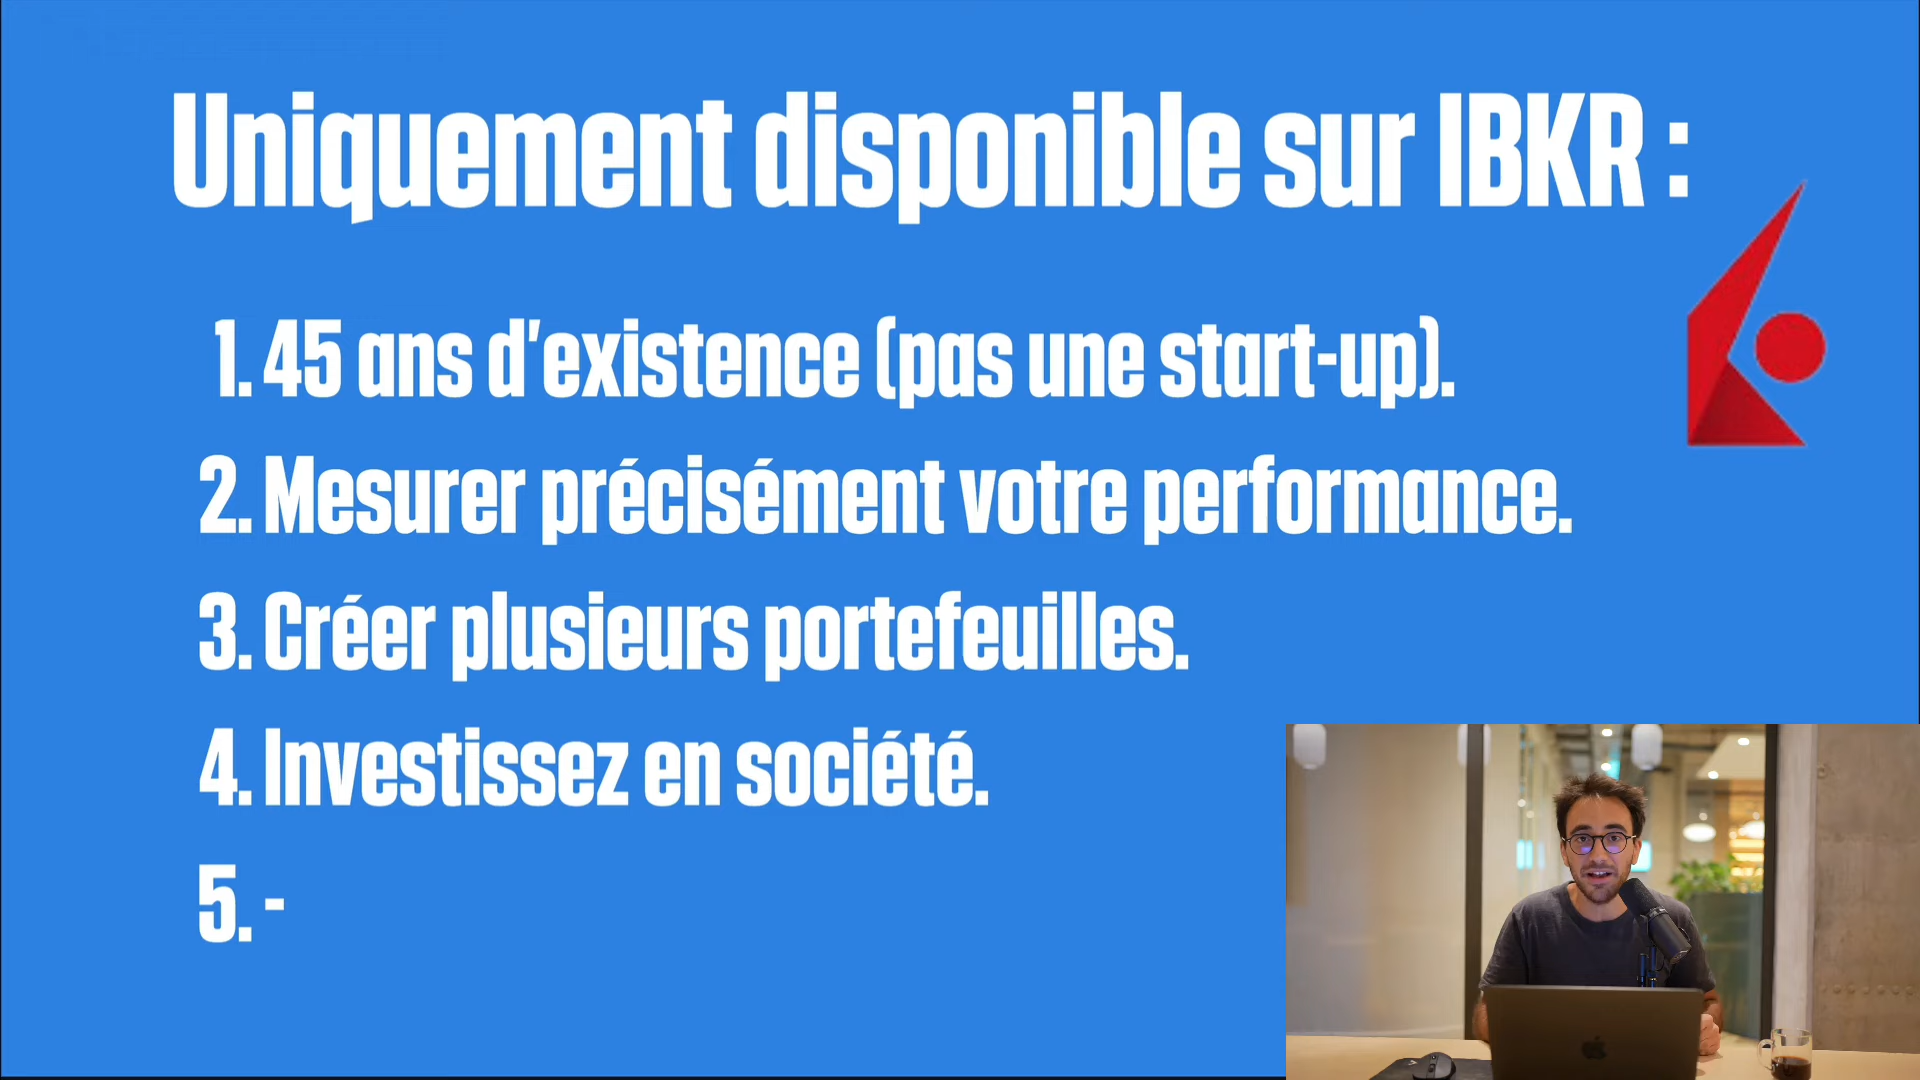 Uniquement disponible sur IBKR :
1. 45 ans d'existence (pas une start-up).
2. Mesurer précisément votre performance.
3. Créer plusieurs portefeuilles.
4. Investissez en société.
5. -